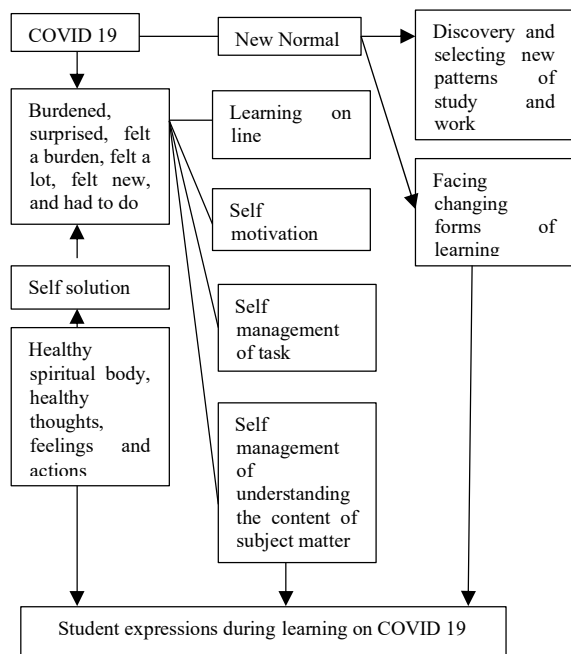 COVID 19
New Normal
Discovery and
selecting new
patterns of
study and
work
Burdened,
surprised, felt
a burden, felt a
lot, felt new,
and had to do
Learning on
line
Self
motivation
Facing
changing
forms of
learning
Self solution
Self
management
of task
Healthy
spiritual body,
healthy
thoughts,
feelings and
actions
Self
management
of
understanding
the content of
subject matter
Student expressions during learning on COVID 19